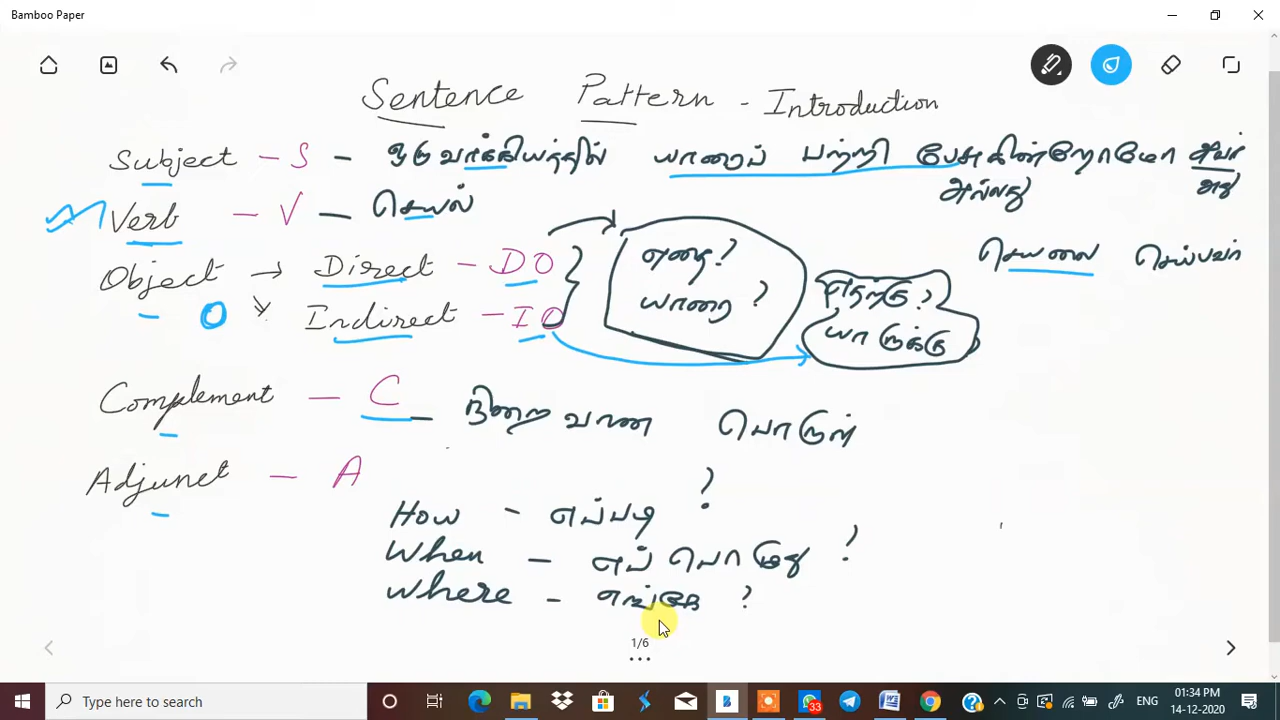 Bamboo Paper
Sentence Pattern - Introduction
Subject - S - ஒரு வாக்கியத்தில் யாரைப் பற்றி பேசுகின்றோமோ அவர்
அல்லது அது
Verb - V - செயல்
செயலை செய்பவர்
Object → Direct - DO
எதை?
யாரை ?
O Indirect - IO
எதற்கு ?
யாருக்கு
Complement - C - நிறைவான பொருள்
Adjunct - A
How - எப்படி ?
When - எப்பொழுது ?
Where - எங்கே ?
1/6
Type here to search
33
ENG
01:34 PM
14-12-2020